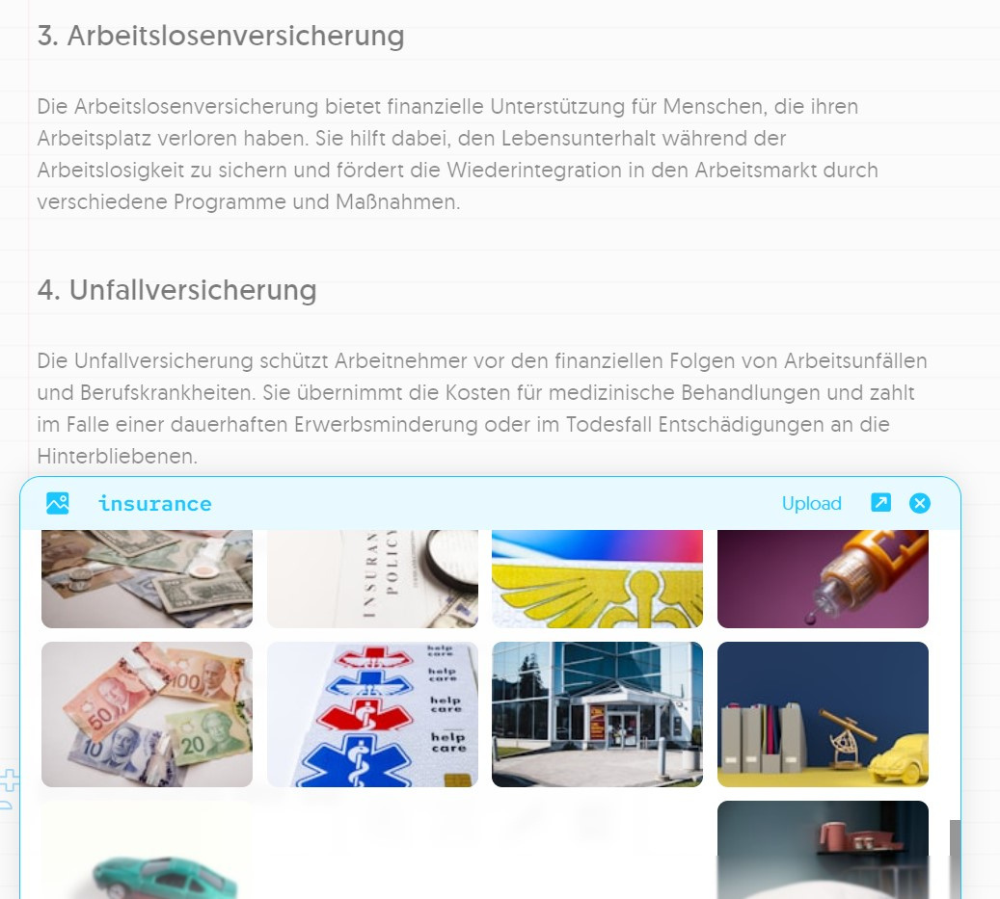 3. Arbeitslosenversicherung
Die Arbeitslosenversicherung bietet finanzielle Unterstützung für Menschen, die ihren
Arbeitsplatz verloren haben. Sie hilft dabei, den Lebensunterhalt während der
Arbeitslosigkeit zu sichern und fördert die Wiederintegration in den Arbeitsmarkt durch
verschiedene Programme und Maßnahmen.
4. Unfallversicherung
Die Unfallversicherung schützt Arbeitnehmer vor den finanziellen Folgen von Arbeitsunfällen
und Berufskrankheiten. Sie übernimmt die Kosten für medizinische Behandlungen und zahlt
im Falle einer dauerhaften Erwerbsminderung oder im Todesfall Entschädigungen an die
Hinterbliebenen.
insurance
Upload
POLICY
50
100
10
20
help
care
help
care
help
care
help
care